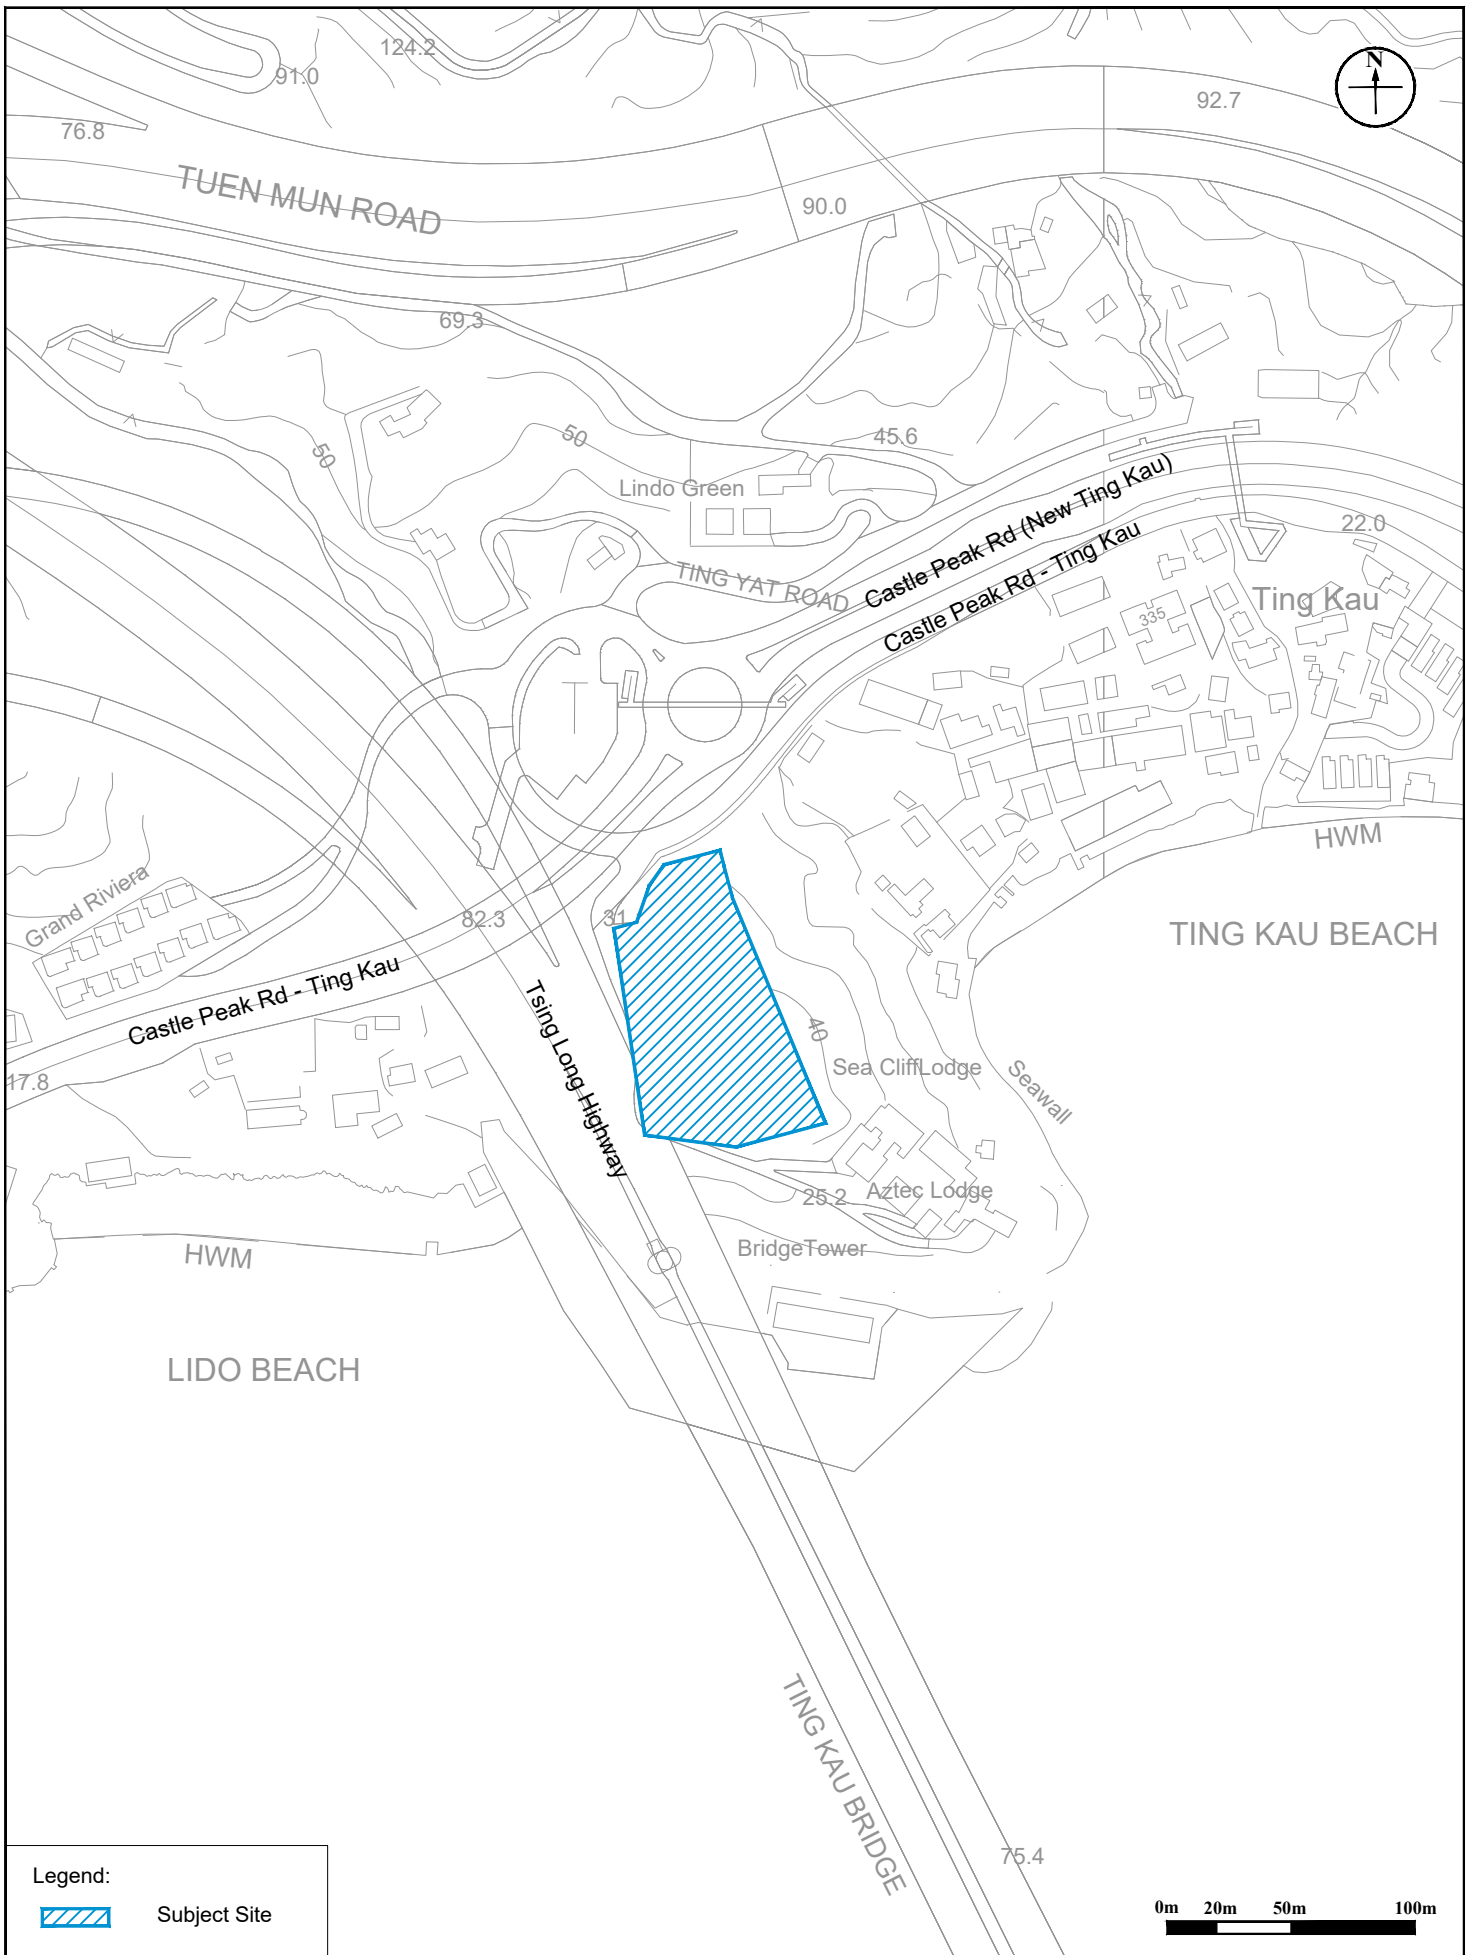 124.2
91.0
N
92.7
76.8
TUEN MUN ROAD
90.0
69.3
50
50
45.6
Lindo Green
Castle Peak Rd (New Ting Kau)
22.0
Castle Peak Rd - Ting Kau
TING YAT ROAD
Ting Kau
335
HWM
Grand Riviera
82.3
31
TING KAU BEACH
Castle Peak Rd - Ting Kau
Tsing Long Highway
40
17.8
Sea CliffLodge
Seawall
25.2
Aztec Lodge
BridgeTower
HWM
LIDO BEACH
TING KAU BRIDGE
75.4
Legend:
Subject Site
0m 20m 50m 100m